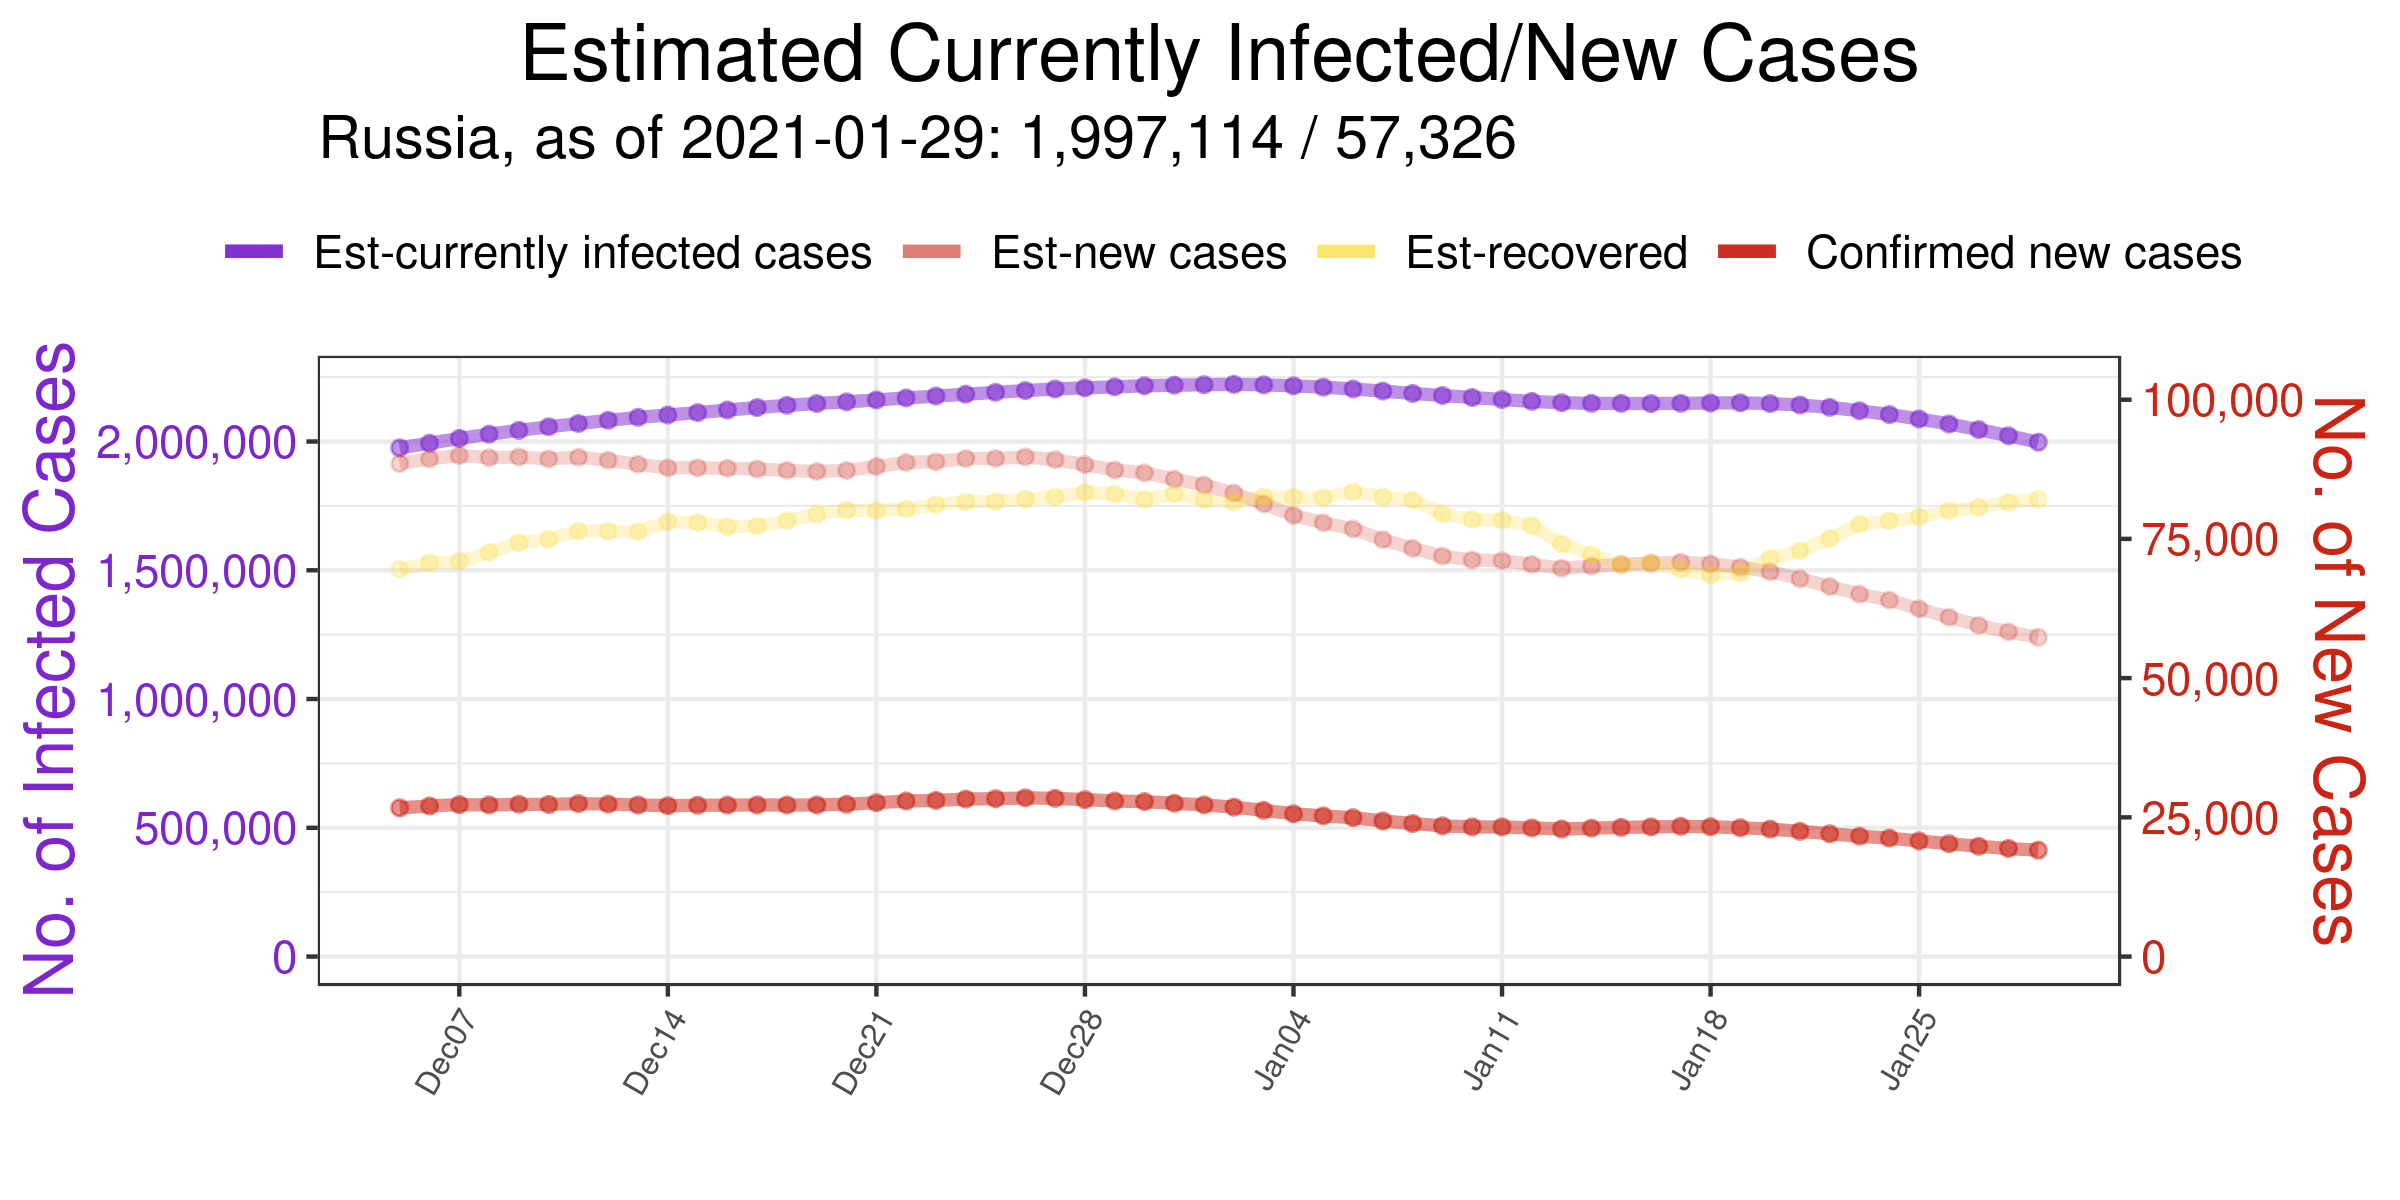 Estimated Currently Infected/New Cases
Russia, as of 2021-01-29: 1,997,114 / 57,326
Est-currently infected cases Est-new cases Est-recovered Confirmed new cases
No. of Infected Cases
2,000,000
1,500,000
1,000,000
500,000
0
100,000
75,000
50,000
25,000
0
No. of New Cases
Dec07 Dec14 Dec21 Dec28 Jan04 Jan11 Jan18 Jan25